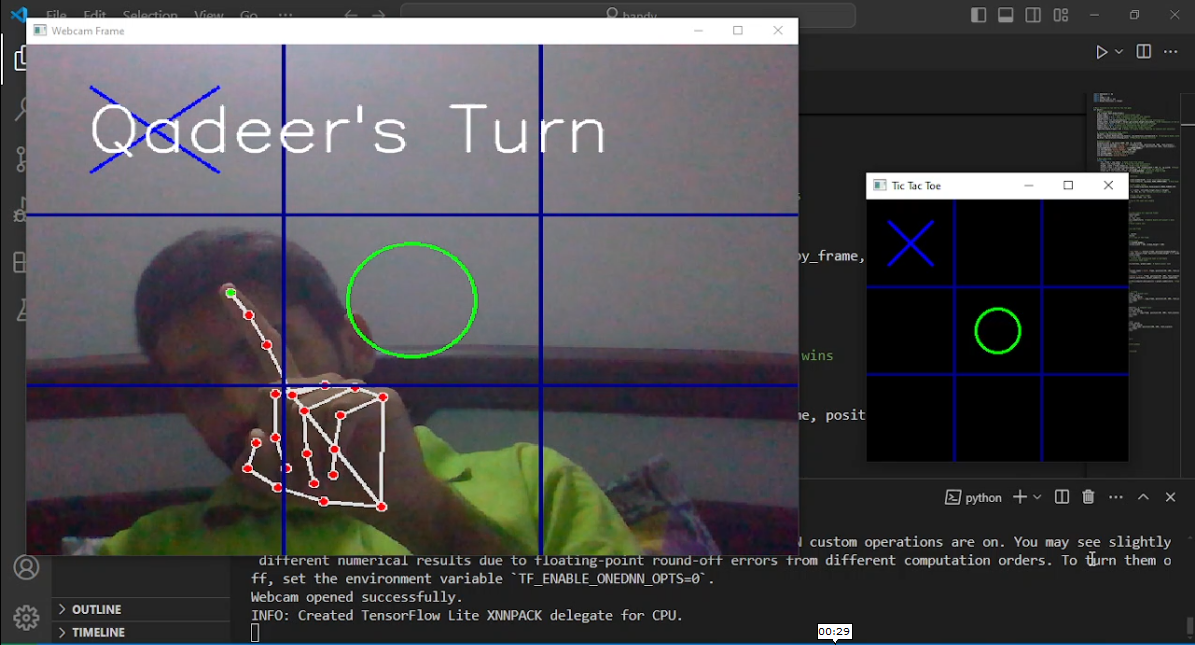 File Edit Selection View Go ...
handy
Webcam Frame
Qadeer's Turn
Tic Tac Toe
by_frame,
wins
me, posit
python
N custom operations are on. You may see slightly
different numerical results due to floating-point round-off errors from different computation orders. To turn them o
ff, set the environment variable `TF_ENABLE_ONEDNN_OPTS=0`.
Webcam opened successfully.
INFO: Created TensorFlow Lite XNNPACK delegate for CPU.
OUTLINE
TIMELINE
00:29